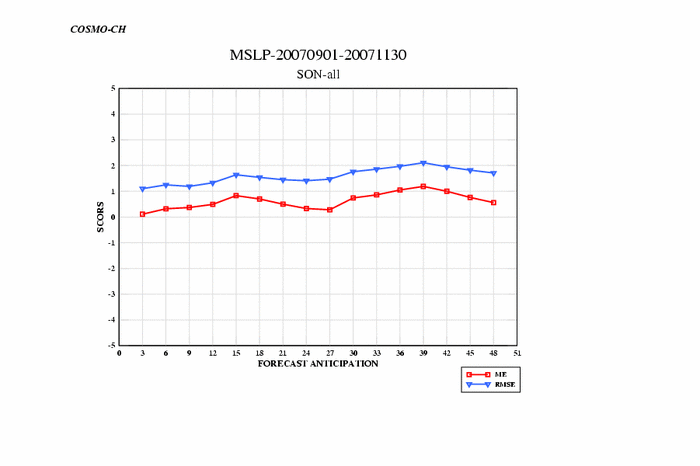 COSMO-CH
MSLP-20070901-20071130
SON-all
5
4
3
2
1
0
-1
-2
-3
-4
-5
SCORS
0 3 6 9 12 15 18 21 24 27 30 33 36 39 42 45 48 51
FORECAST ANTICIPATION
ME
RMSE